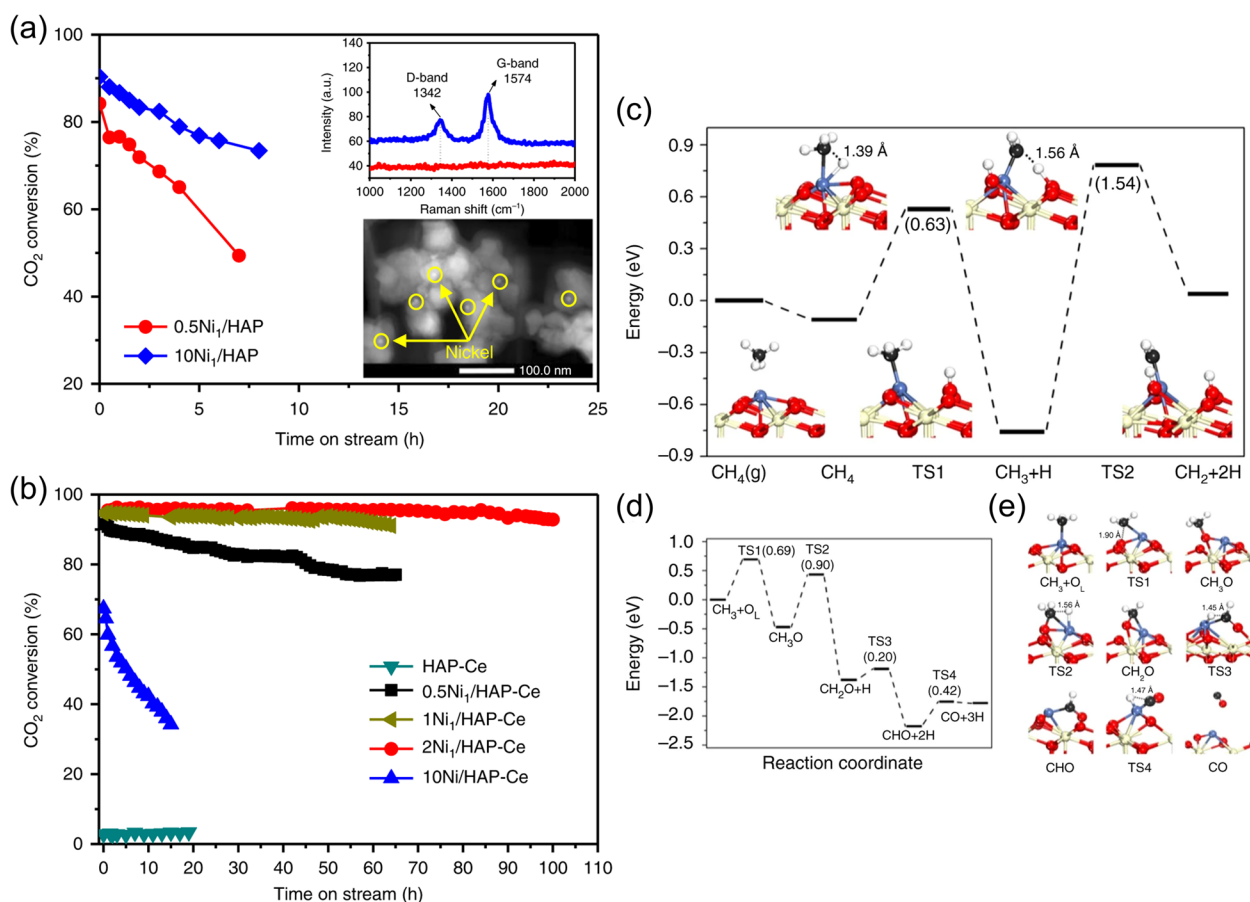 (a)
100
90
80
70
60
50
40
30
20
CO₂ conversion (%)
0
5
10
15
20
25
Time on stream (h)
0.5Ni₁/HAP
10Ni₁/HAP
140
120
100
80
60
40
Intensity (a.u.)
D-band
1342
G-band
1574
1000
1200
1400
1600
1800
2000
Raman shift (cm⁻¹)
Nickel
100.0 nm
(b)
100
80
60
40
20
0
CO₂ conversion (%)
HAP-Ce
0.5Ni₁/HAP-Ce
1Ni₁/HAP-Ce
2Ni₁/HAP-Ce
10Ni/HAP-Ce
0
10
20
30
40
50
60
70
80
90
100
110
Time on stream (h)
(c)
0.9
0.6
0.3
0.0
−0.3
−0.6
−0.9
Energy (eV)
1.39 Å
1.56 Å
(0.63)
(1.54)
CH₄(g)
CH₄
TS1
CH₃+H
TS2
CH₂+2H
(d)
1.0
0.5
0.0
−0.5
−1.0
−1.5
−2.0
−2.5
Energy (eV)
TS1(0.69)
TS2
(0.90)
CH₃+O_L
CH₃O
TS3
(0.20)
CH₂O+H
TS4
(0.42)
CHO+2H
CO+3H
Reaction coordinate
(e)
1.90 Å
CH₃+O_L
TS1
CH₃O
1.56 Å
1.45 Å
TS2
CH₂O
TS3
1.47 Å
CHO
TS4
CO